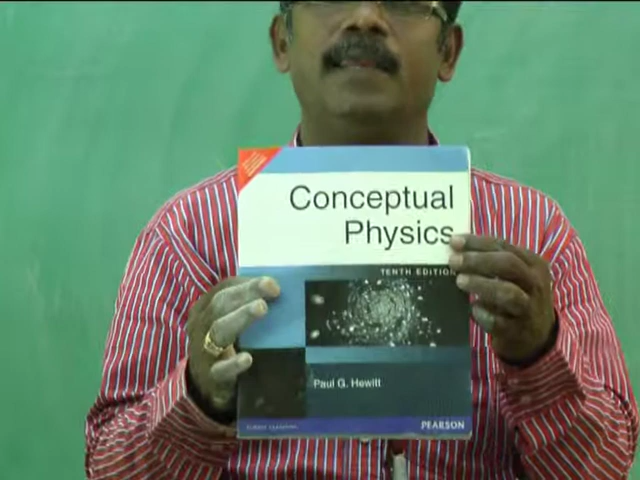 Conceptual
Physics
TENTH EDITION
Paul G. Hewitt
PEARSON